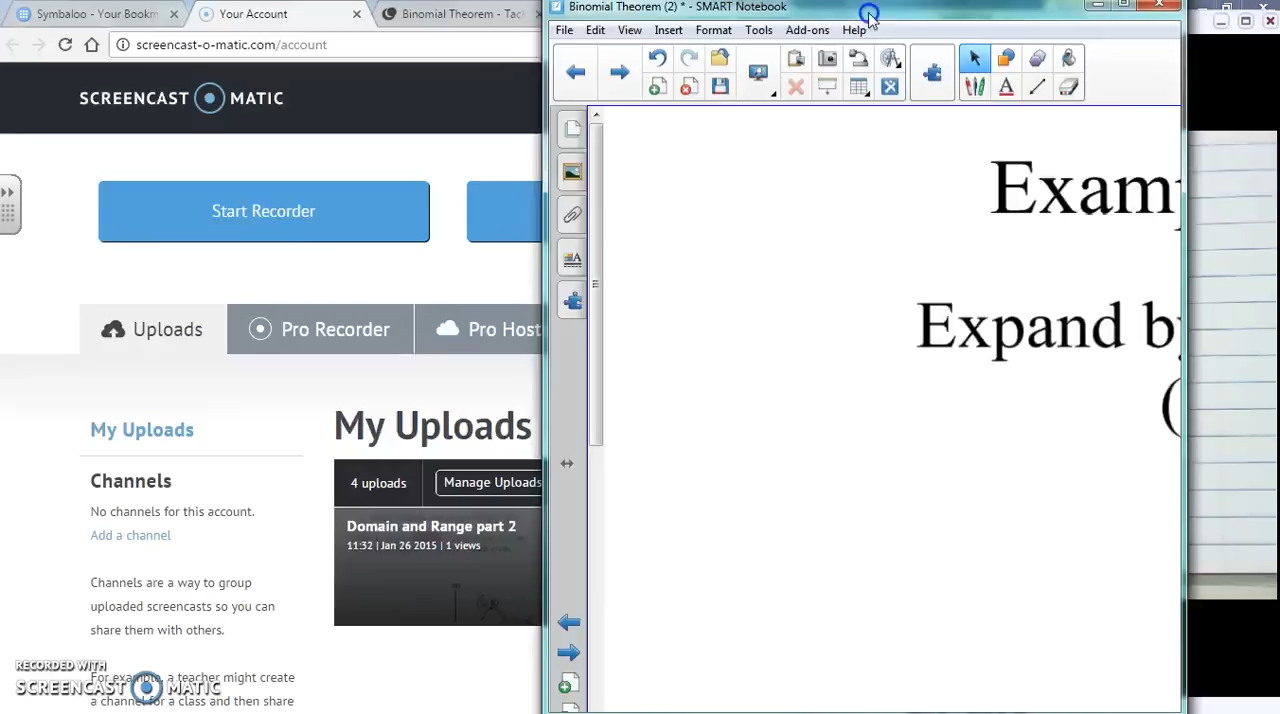 Symbaloo - Your Bookm
Your Account
Binomial Theorem - Tac
screencast-o-matic.com/account
SCREENCAST MATIC
Start Recorder
Uploads
Pro Recorder
Pro Host
My Uploads
Channels
No channels for this account.
Add a channel
Channels are a way to group
uploaded screencasts so you can
share them with others.
For example, a teacher might create
a channel for a class and then share
My Uploads
4 uploads
Manage Uploads
Domain and Range part 2
11:32 | Jan 26 2015 | 1 views
Binomial Theorem (2) * - SMART Notebook
File Edit View Insert Format Tools Add-ons Help
Exam
Expand by
(
RECORDED WITH
SCREENCAST MATIC